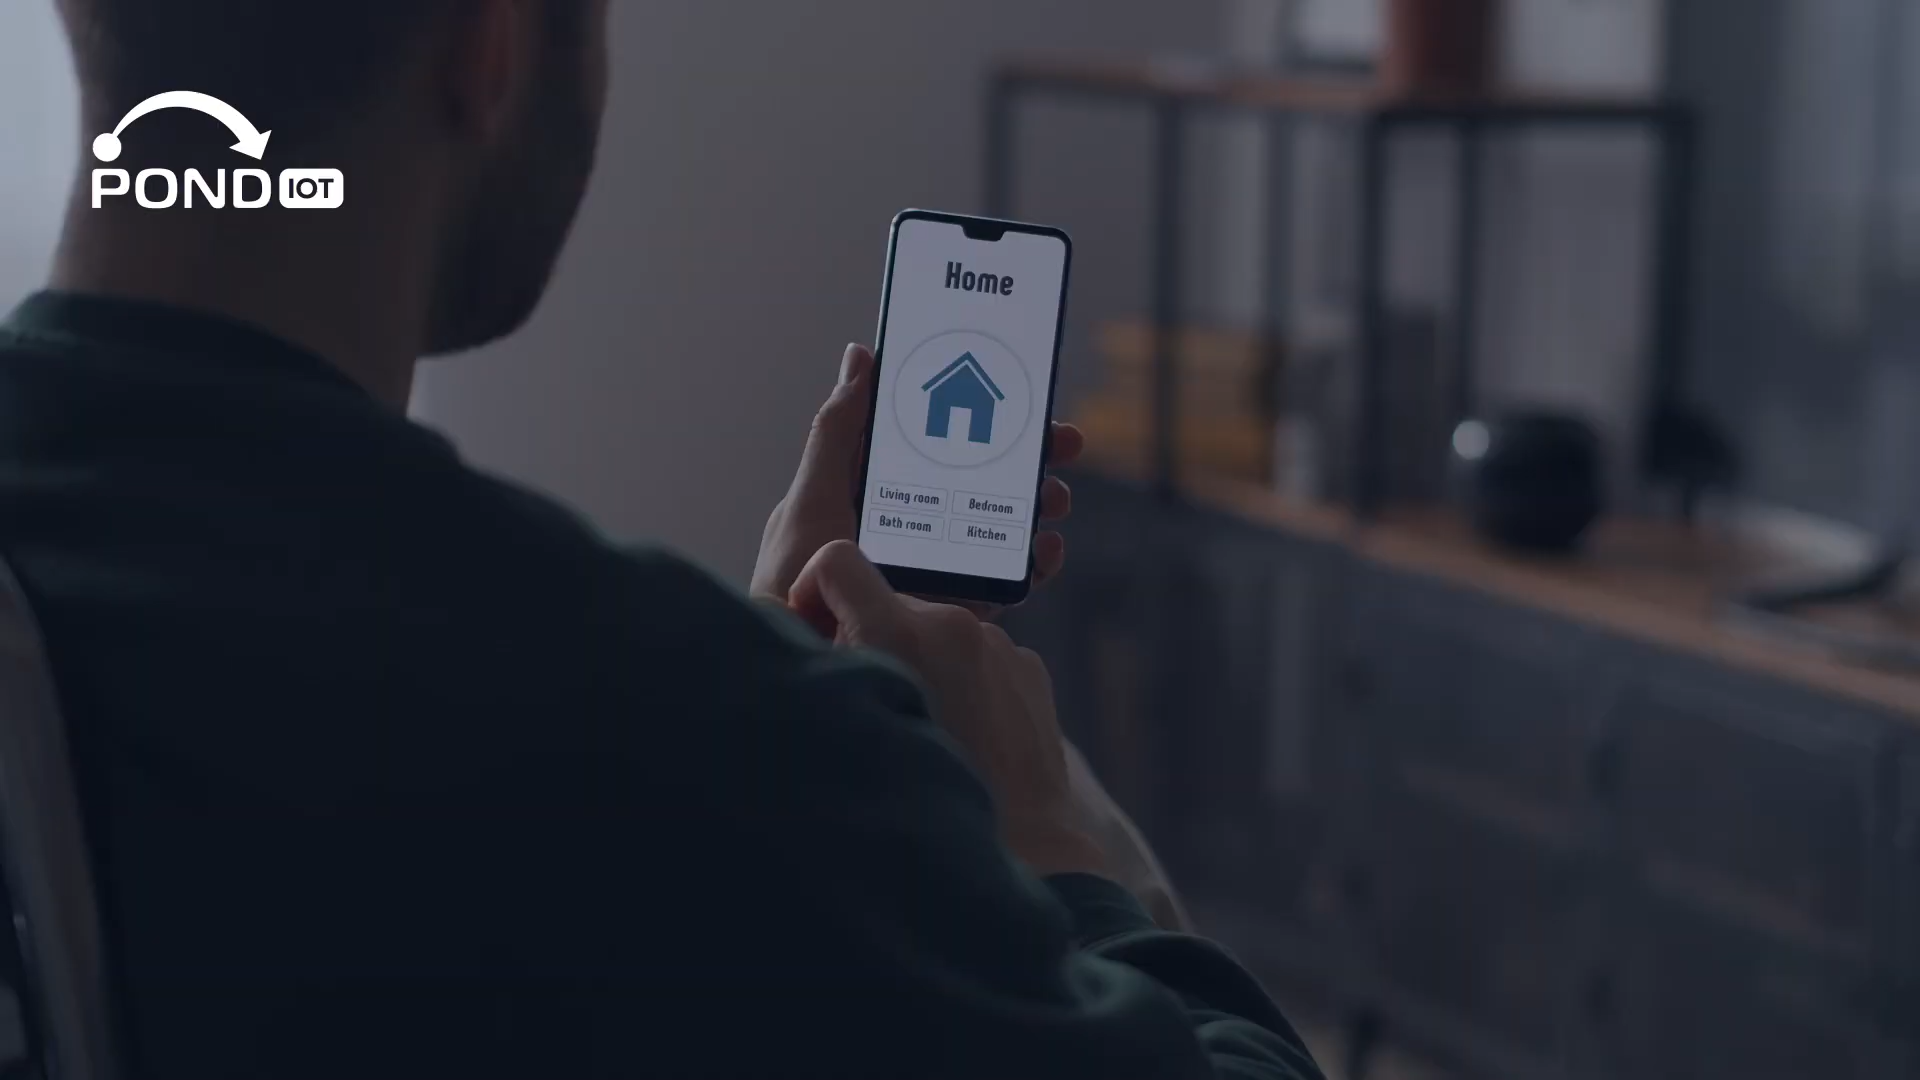 POND IOT
Home
Living room
Bedroom
Bath room
Kitchen